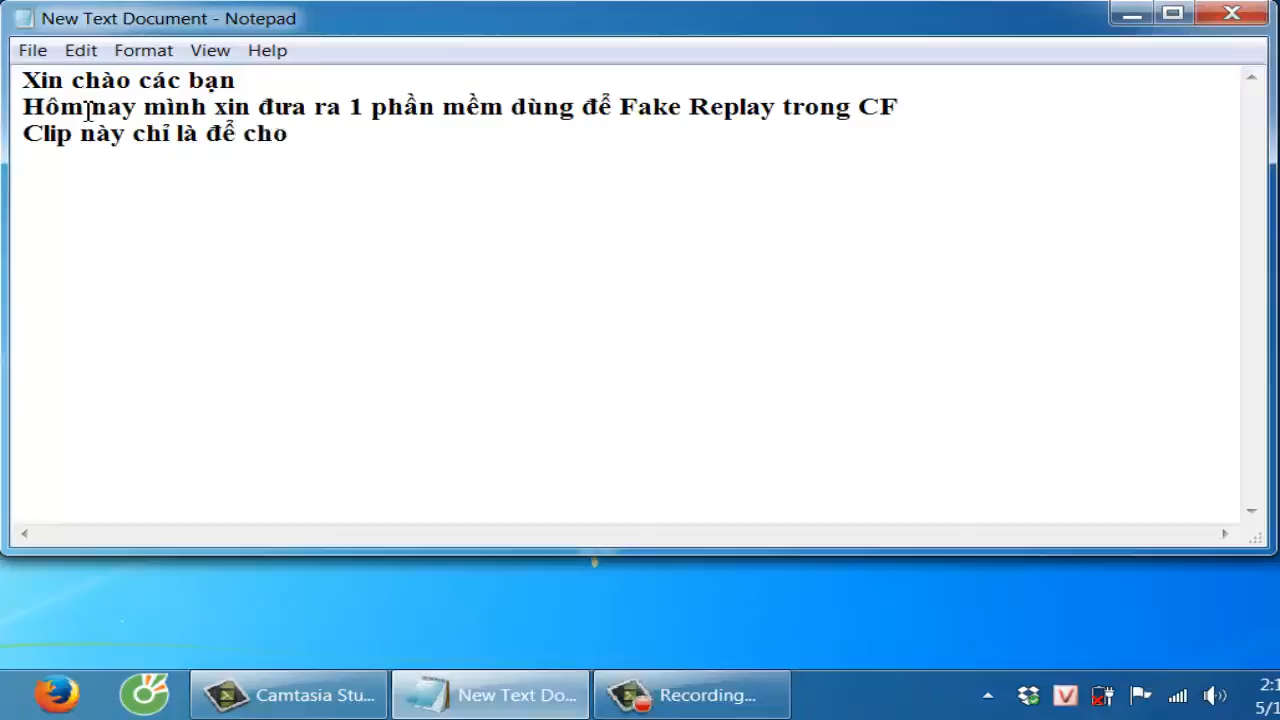 New Text Document - Notepad
File Edit Format View Help
Xin chào các bạn
Hôm nay mình xin đưa ra 1 phần mềm dùng để Fake Replay trong CF
Clip này chỉ là để cho
Camtasia Stu... New Text Do... Recording... V